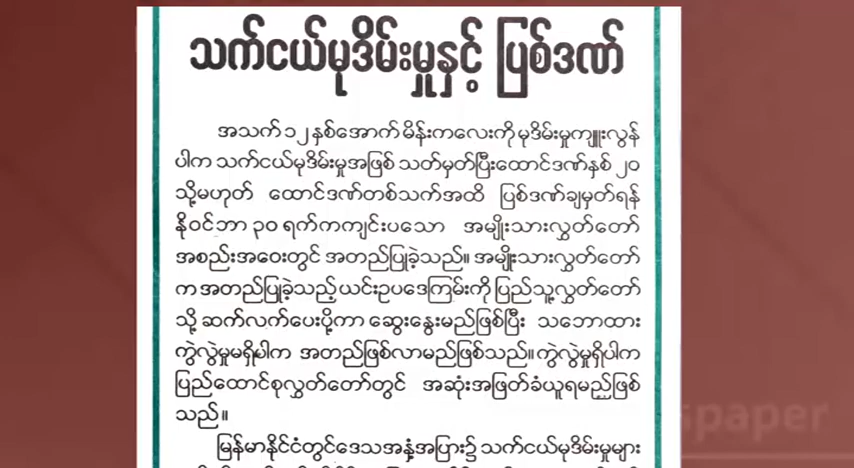 သက်ငယ်မုဒိမ်းမှုနှင့် ပြစ်ဒဏ်
အသက် ၁၂ နှစ်အောက် မိန်းကလေးကို မုဒိမ်းမှုကျူးလွန်
ပါက သက်ငယ်မုဒိမ်းမှုအဖြစ် သတ်မှတ်ပြီးထောင်ဒဏ်နှစ် ၂၀
သို့မဟုတ် ထောင်ဒဏ်တစ်သက်အထိ ပြစ်ဒဏ်ချမှတ်ရန်
နိုဝင်ဘာ ၃၀ ရက်ကကျင်းပသော အမျိုးသားလွှတ်တော်
အစည်းအဝေးတွင် အတည်ပြုခဲ့သည်။ အမျိုးသားလွှတ်တော်
က အတည်ပြုခဲ့သည့် ယင်းဥပဒေကြမ်းကို ပြည်သူ့လွှတ်တော်
သို့ ဆက်လက်ပေးပို့ကာ ဆွေးနွေးမည်ဖြစ်ပြီး သဘောထား
ကွဲလွဲမှုမရှိပါက အတည်ဖြစ်လာမည်ဖြစ်သည်။ ကွဲလွဲမှုရှိပါက
ပြည်ထောင်စုလွှတ်တော်တွင် အဆုံးအဖြတ်ခံယူရမည်ဖြစ်
သည်။
spaper
မြန်မာနိုင်ငံတွင်ဒေသအနှံ့အပြား၌ သက်ငယ်မုဒိမ်းမှုများ